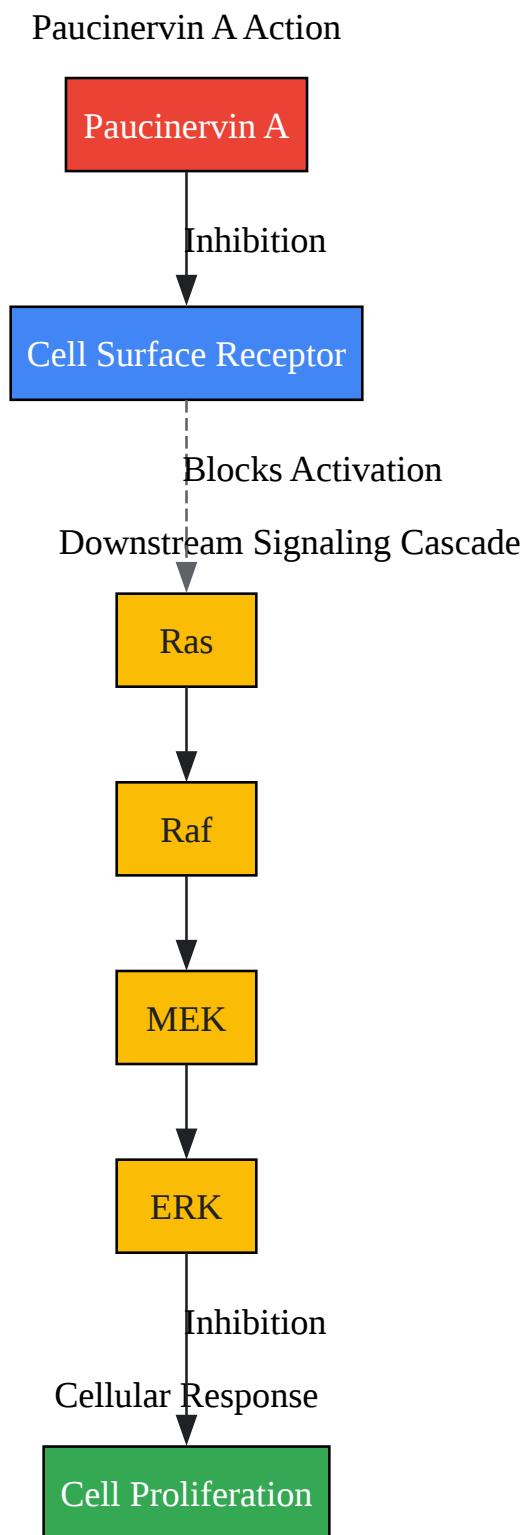 Paucinervin A Action
Paucinervin A
Inhibition
Cell Surface Receptor
Blocks Activation
Downstream Signaling Cascade
Ras
Raf
MEK
ERK
Inhibition
Cellular Response
Cell Proliferation